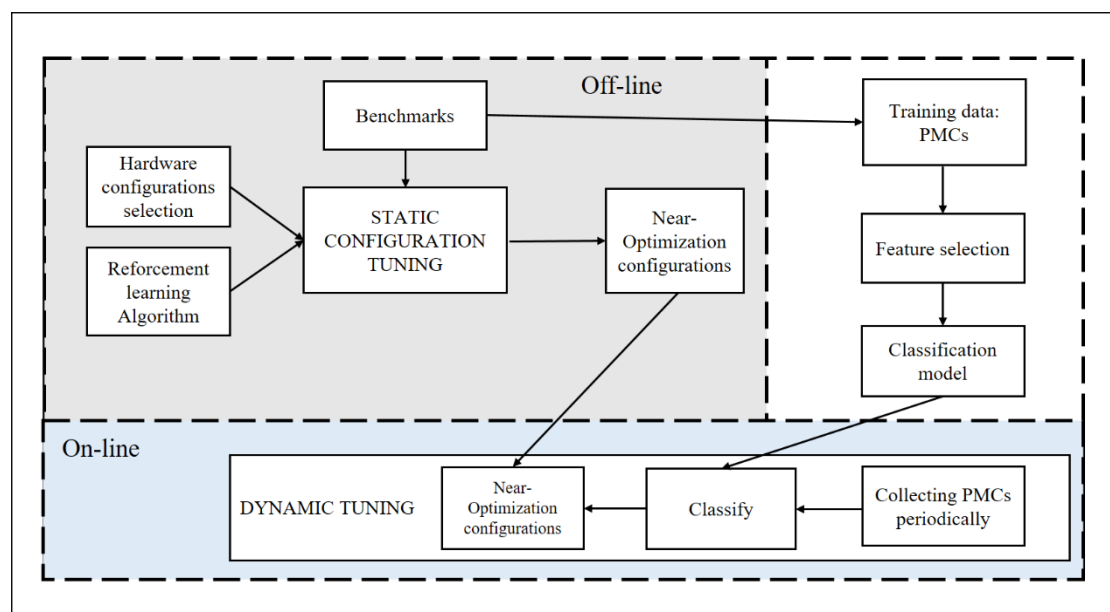 Off-line
Benchmarks
Training data:
PMCs
Hardware
configurations
selection
STATIC
CONFIGURATION
TUNING
Near-
Optimization
configurations
Feature selection
Reforcement
learning
Algorithm
Classification
model
On-line
DYNAMIC TUNING
Near-
Optimization
configurations
Classify
Collecting PMCs
periodically